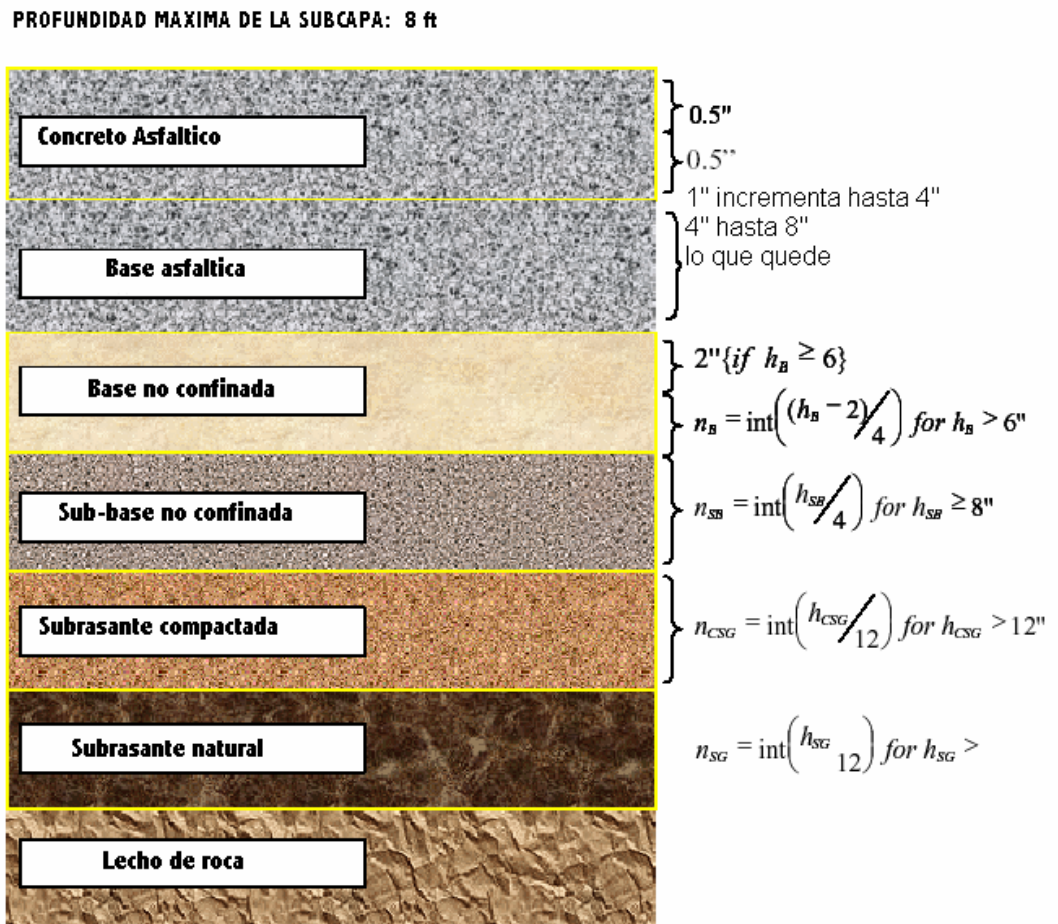 PROFUNDIDAD MAXIMA DE LA SUBCAPA: 8 ft
Concreto Asfaltico
0.5"
0.5”
1" incrementa hasta 4"
4" hasta 8"
lo que quede
Base asfaltica
Base no confinada
2"{if h_B ≥ 6}
n_B = int((h_B − 2)/4) for h_B > 6"
Sub-base no confinada
n_SB = int(h_SB/4) for h_SB ≥ 8"
Subrasante compactada
n_CSG = int(h_CSG/12) for h_CSG > 12"
Subrasante natural
n_SG = int(h_SG 12) for h_SG >
Lecho de roca